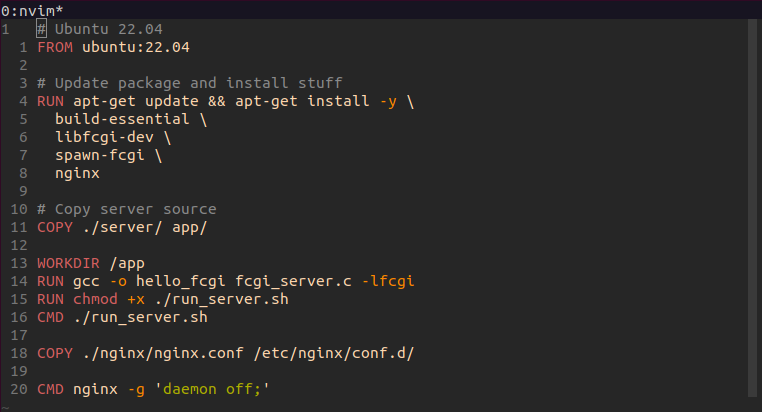 0:nvim*
1 # Ubuntu 22.04
1 FROM ubuntu:22.04
2
3 # Update package and install stuff
4 RUN apt-get update && apt-get install -y \
5   build-essential \
6   libfcgi-dev \
7   spawn-fcgi \
8   nginx
9
10 # Copy server source
11 COPY ./server/ app/
12
13 WORKDIR /app
14 RUN gcc -o hello_fcgi fcgi_server.c -lfcgi
15 RUN chmod +x ./run_server.sh
16 CMD ./run_server.sh
17
18 COPY ./nginx/nginx.conf /etc/nginx/conf.d/
19
20 CMD nginx -g 'daemon off;'
~